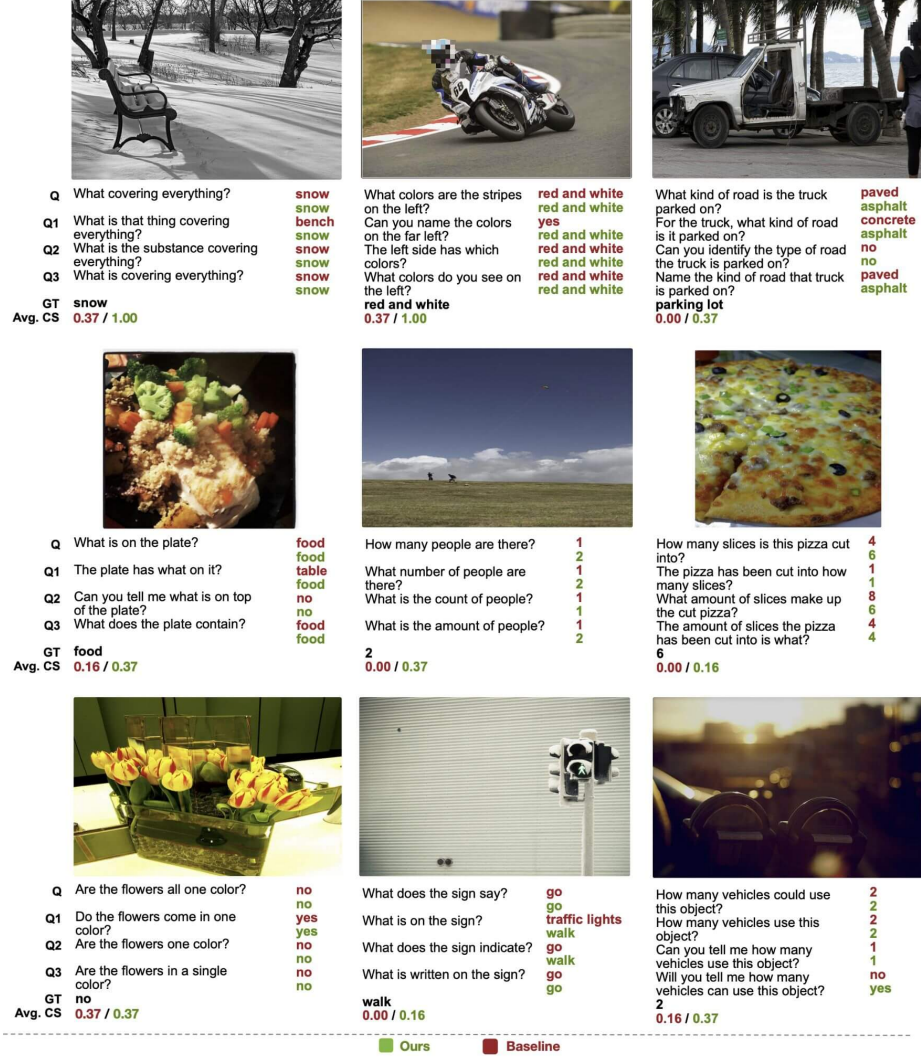 Q What covering everything? snow
snow
Q1 What is that thing covering bench
everything? snow
Q2 What is the substance covering snow
everything? snow
Q3 What is covering everything? snow
snow
GT snow
Avg. CS 0.37 / 1.00
What colors are the stripes red and white
on the left? red and white
Can you name the colors yes
on the far left? red and white
The left side has which red and white
colors? red and white
What colors do you see on red and white
the left? red and white
red and white
0.37 / 1.00
What kind of road is the truck paved
parked on? asphalt
For the truck, what kind of road concrete
is it parked on? asphalt
Can you identify the type of road no
the truck is parked on? no
Name the kind of road that truck paved
is parked on? asphalt
parking lot
0.00 / 0.37
Q What is on the plate? food
food
Q1 The plate has what on it? table
food
Q2 Can you tell me what is on top no
of the plate? no
Q3 What does the plate contain? food
food
GT food
Avg. CS 0.16 / 0.37
How many people are there? 1
2
What number of people are 1
there? 2
What is the count of people? 1
1
What is the amount of people? 1
2
2
0.00 / 0.37
How many slices is this pizza cut 4
into? 6
The pizza has been cut into how 1
many slices? 1
What amount of slices make up 8
the cut pizza? 6
The amount of slices the pizza 4
has been cut into is what? 4
6
0.00 / 0.16
Q Are the flowers all one color? no
no
Q1 Do the flowers come in one yes
color? yes
Q2 Are the flowers one color? no
no
Q3 Are the flowers in a single no
color? no
GT no
Avg. CS 0.37 / 0.37
What does the sign say? go
go
What is on the sign? traffic lights
walk
What does the sign indicate? go
walk
What is written on the sign? go
go
walk
0.00 / 0.16
How many vehicles could use 2
this object? 2
How many vehicles use this 2
object? 2
Can you tell me how many 1
vehicles use this object? 1
Will you tell me how many no
vehicles can use this object? yes
2
0.16 / 0.37
Ours Baseline